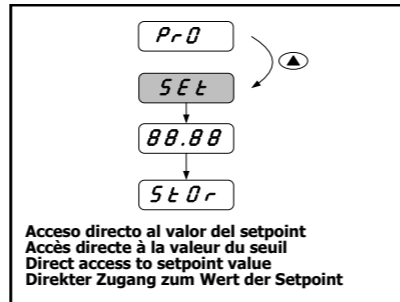 Pr0
SEt
88.88
St0r
Acceso directo al valor del setpoint
Accès directe à la valeur du seuil
Direct access to setpoint value
Direkter Zugang zum Wert der Setpoint